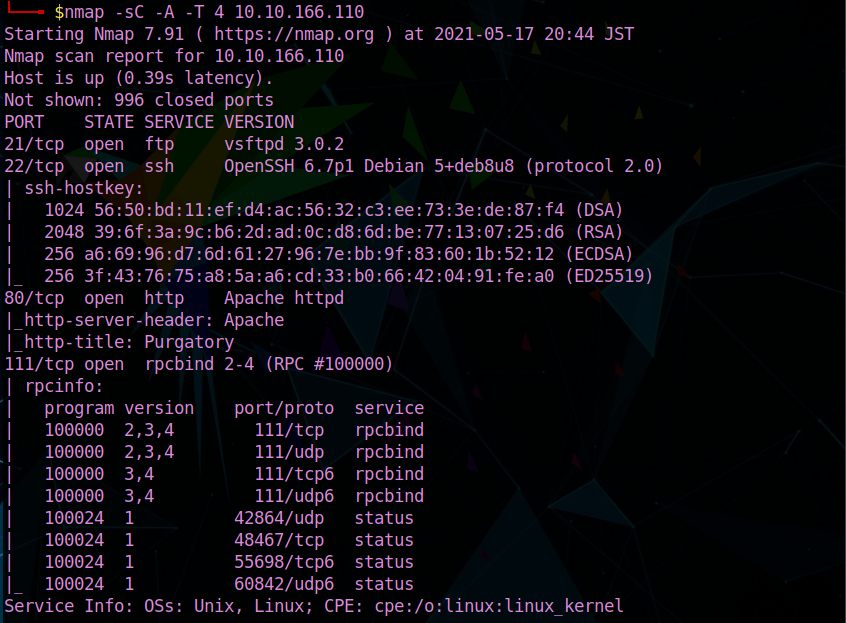 $nmap -sC -A -T 4 10.10.166.110
Starting Nmap 7.91 ( https://nmap.org ) at 2021-05-17 20:44 JST
Nmap scan report for 10.10.166.110
Host is up (0.39s latency).
Not shown: 996 closed ports
PORT    STATE SERVICE VERSION
21/tcp  open  ftp     vsftpd 3.0.2
22/tcp  open  ssh     OpenSSH 6.7p1 Debian 5+deb8u8 (protocol 2.0)
| ssh-hostkey:
|   1024 56:50:bd:11:ef:d4:ac:56:32:c3:ee:73:3e:de:87:f4 (DSA)
|   2048 39:6f:3a:9c:b6:2d:ad:0c:d8:6d:be:77:13:07:25:d6 (RSA)
|   256 a6:69:96:d7:6d:61:27:96:7e:bb:9f:83:60:1b:52:12 (ECDSA)
|_  256 3f:43:76:75:a8:5a:a6:cd:33:b0:66:42:04:91:fe:a0 (ED25519)
80/tcp  open  http    Apache httpd
|_http-server-header: Apache
|_http-title: Purgatory
111/tcp open  rpcbind 2-4 (RPC #100000)
| rpcinfo:
|   program version    port/proto  service
|   100000  2,3,4        111/tcp   rpcbind
|   100000  2,3,4        111/udp   rpcbind
|   100000  3,4          111/tcp6  rpcbind
|   100000  3,4          111/udp6  rpcbind
|   100024  1          42864/udp   status
|   100024  1          48467/tcp   status
|   100024  1          55698/tcp6  status
|_  100024  1          60842/udp6  status
Service Info: OSs: Unix, Linux; CPE: cpe:/o:linux:linux_kernel